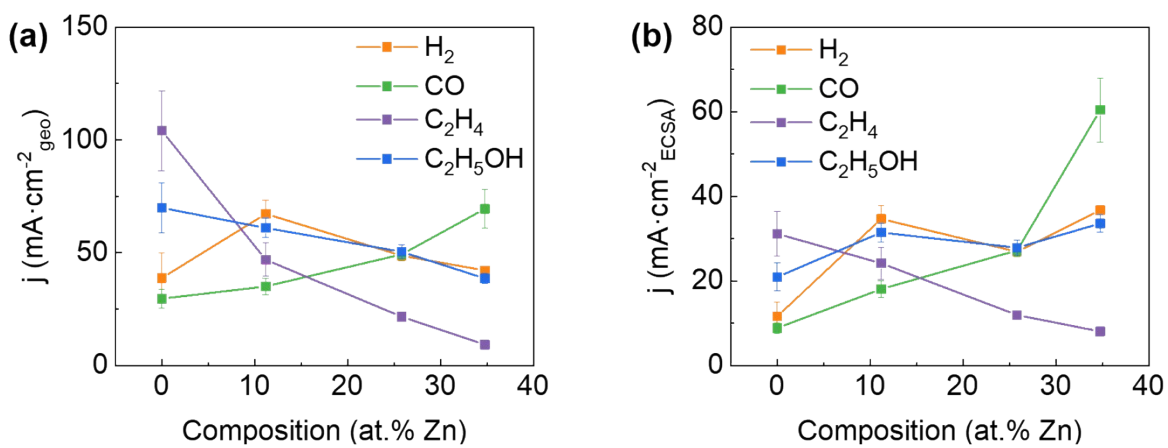 (a)
150
100
50
0
j (mA·cm⁻²geo)
H₂
CO
C₂H₄
C₂H₅OH
0 10 20 30 40
Composition (at.% Zn)
(b)
80
60
40
20
0
j (mA·cm⁻²ECSA)
H₂
CO
C₂H₄
C₂H₅OH
0 10 20 30 40
Composition (at.% Zn)